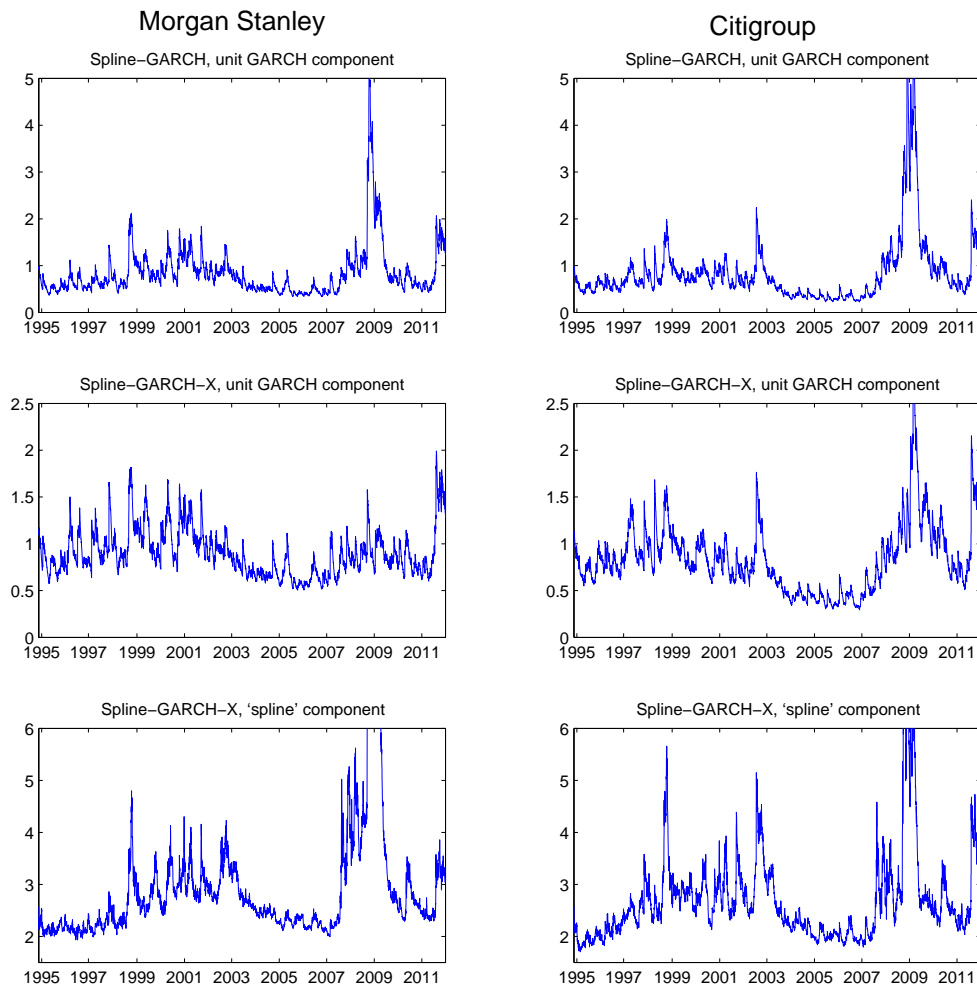 Morgan Stanley
Citigroup
Spline−GARCH, unit GARCH component
5
4
3
2
1
0
1995 1997 1999 2001 2003 2005 2007 2009 2011
Spline−GARCH, unit GARCH component
5
4
3
2
1
0
1995 1997 1999 2001 2003 2005 2007 2009 2011
Spline−GARCH−X, unit GARCH component
2.5
2
1.5
1
0.5
0
1995 1997 1999 2001 2003 2005 2007 2009 2011
Spline−GARCH−X, unit GARCH component
2.5
2
1.5
1
0.5
0
1995 1997 1999 2001 2003 2005 2007 2009 2011
Spline−GARCH−X, ‘spline’ component
6
5
4
3
2
1995 1997 1999 2001 2003 2005 2007 2009 2011
Spline−GARCH−X, ‘spline’ component
6
5
4
3
2
1995 1997 1999 2001 2003 2005 2007 2009 2011